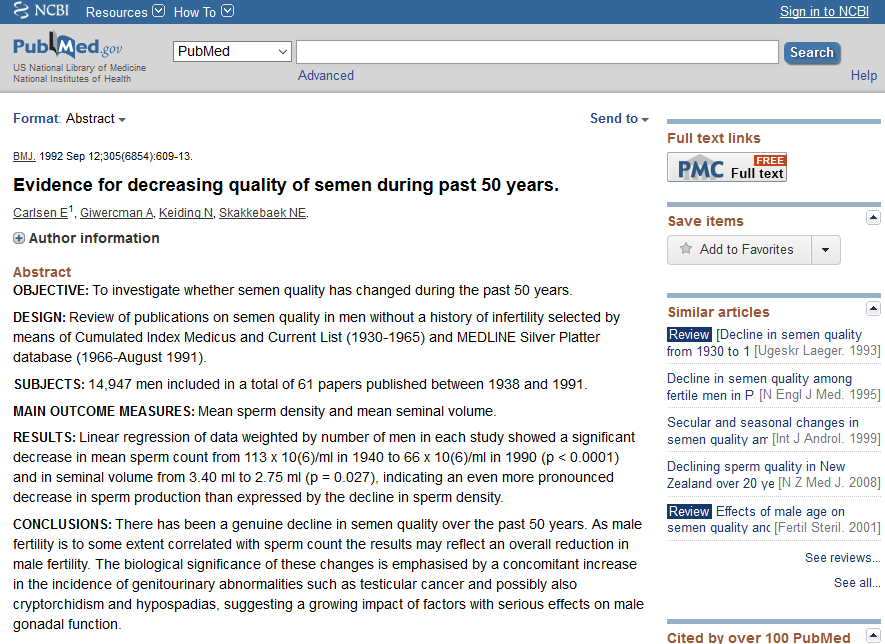 NCBI Resources How To Sign in to NCBI
PubMed.gov
US National Library of Medicine
National Institutes of Health
PubMed
Search
Advanced
Help
Format: Abstract
Send to
BMJ. 1992 Sep 12;305(6854):609-13.
Evidence for decreasing quality of semen during past 50 years.
Carlsen E1, Giwercman A, Keiding N, Skakkebaek NE.
Author information
Abstract
OBJECTIVE: To investigate whether semen quality has changed during the past 50 years.
DESIGN: Review of publications on semen quality in men without a history of infertility selected by
means of Cumulated Index Medicus and Current List (1930-1965) and MEDLINE Silver Platter
database (1966-August 1991).
SUBJECTS: 14,947 men included in a total of 61 papers published between 1938 and 1991.
MAIN OUTCOME MEASURES: Mean sperm density and mean seminal volume.
RESULTS: Linear regression of data weighted by number of men in each study showed a significant
decrease in mean sperm count from 113 x 10(6)/ml in 1940 to 66 x 10(6)/ml in 1990 (p < 0.0001)
and in seminal volume from 3.40 ml to 2.75 ml (p = 0.027), indicating an even more pronounced
decrease in sperm production than expressed by the decline in sperm density.
CONCLUSIONS: There has been a genuine decline in semen quality over the past 50 years. As male
fertility is to some extent correlated with sperm count the results may reflect an overall reduction in
male fertility. The biological significance of these changes is emphasised by a concomitant increase
in the incidence of genitourinary abnormalities such as testicular cancer and possibly also
cryptorchidism and hypospadias, suggesting a growing impact of factors with serious effects on male
gonadal function.
Full text links
PMC FREE Full text
Save items
Add to Favorites
Similar articles
Review [Decline in semen quality
from 1930 to 1 [Ugeskr Laeger. 1993]
Decline in semen quality among
fertile men in P [N Engl J Med. 1995]
Secular and seasonal changes in
semen quality ar [Int J Androl. 1999]
Declining sperm quality in New
Zealand over 20 ye [N Z Med J. 2008]
Review Effects of male age on
semen quality and [Fertil Steril. 2001]
See reviews...
See all...
Cited by over 100 PubMed